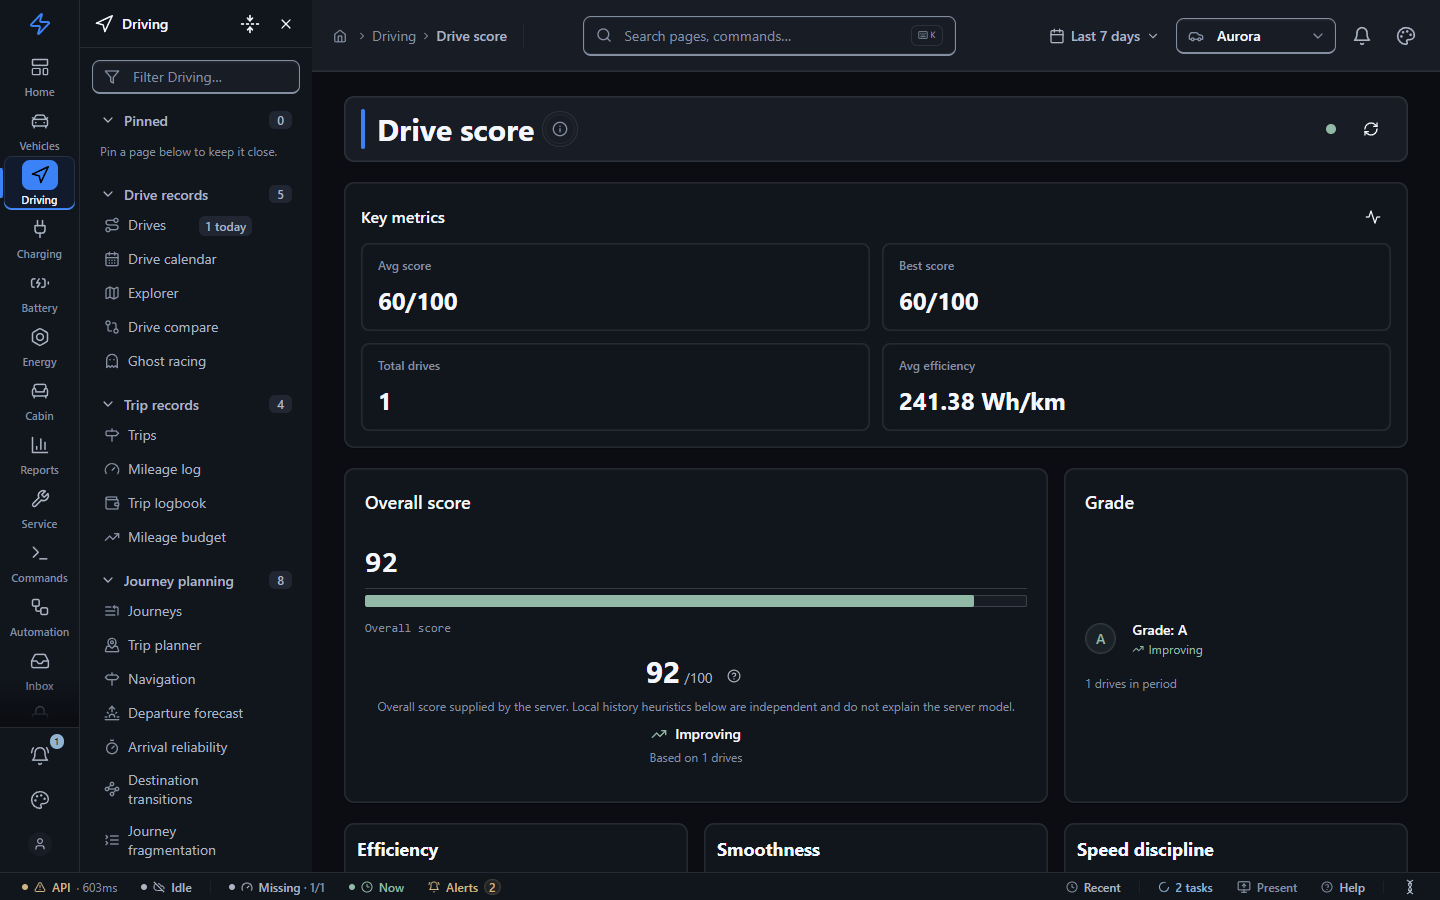 Home
Vehicles
Driving
Charging
Battery
Energy
Cabin
Reports
Service
Commands
Automation
Inbox
1
Driving
Filter Driving...
Pinned 0
Pin a page below to keep it close.
Drive records 5
Drives 1 today
Drive calendar
Explorer
Drive compare
Ghost racing
Trip records 4
Trips
Mileage log
Trip logbook
Mileage budget
Journey planning 8
Journeys
Trip planner
Navigation
Departure forecast
Arrival reliability
Destination
transitions
Journey
fragmentation
Driving Drive score
Search pages, commands... K
Last 7 days
Aurora
Drive score
Key metrics
Avg score
60/100
Best score
60/100
Total drives
1
Avg efficiency
241.38 Wh/km
Overall score
92
Overall score
92 /100
Overall score supplied by the server. Local history heuristics below are independent and do not explain the server model.
Improving
Based on 1 drives
Grade
A
Grade: A
Improving
1 drives in period
Efficiency
Smoothness
Speed discipline
API · 603ms
Idle
Missing · 1/1
Now
Alerts 2
Recent
2 tasks
Present
Help